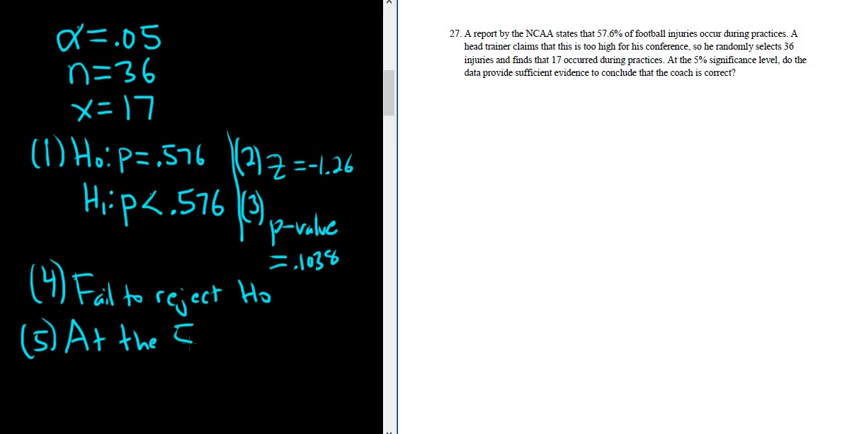 α=.05
n=36
x=17
(1) H₀: p=.576
H₁: p<.576
(2) Z=-1.26
(3) p-value
=.1038
(4) Fail to reject H₀
(5) At the 5
27. A report by the NCAA states that 57.6% of football injuries occur during practices. A
head trainer claims that this is too high for his conference, so he randomly selects 36
injuries and finds that 17 occurred during practices. At the 5% significance level, do the
data provide sufficient evidence to conclude that the coach is correct?